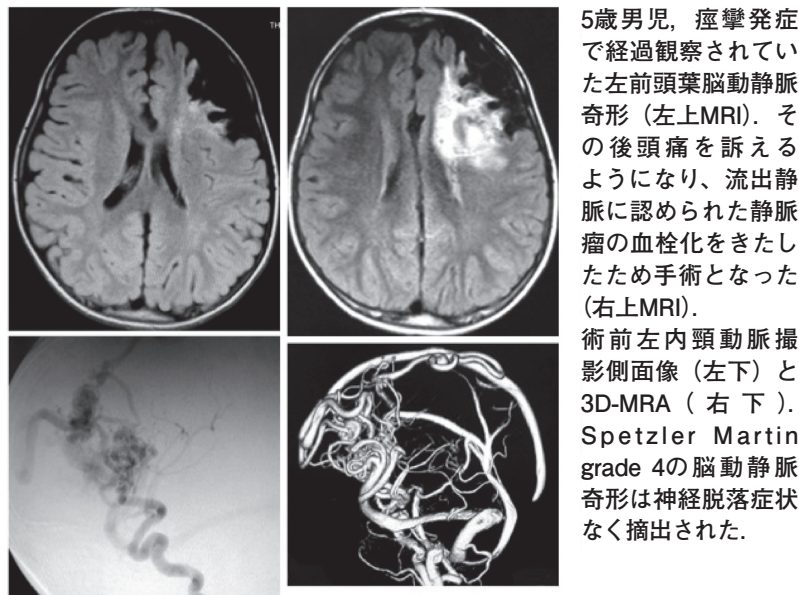 TH
5歳男児，痙攣発症
で経過観察されてい
た左前頭葉脳動静脈
奇形（左上MRI）．そ
の後頭痛を訴える
ようになり、流出静
脈に認められた静脈
瘤の血栓化をきたし
たため手術となった
(右上MRI)．
術前左内頸動脈撮
影側面像（左下）と
3D-MRA（右下）．
Spetzler Martin
grade 4の脳動静脈
奇形は神経脱落症状
なく摘出された．